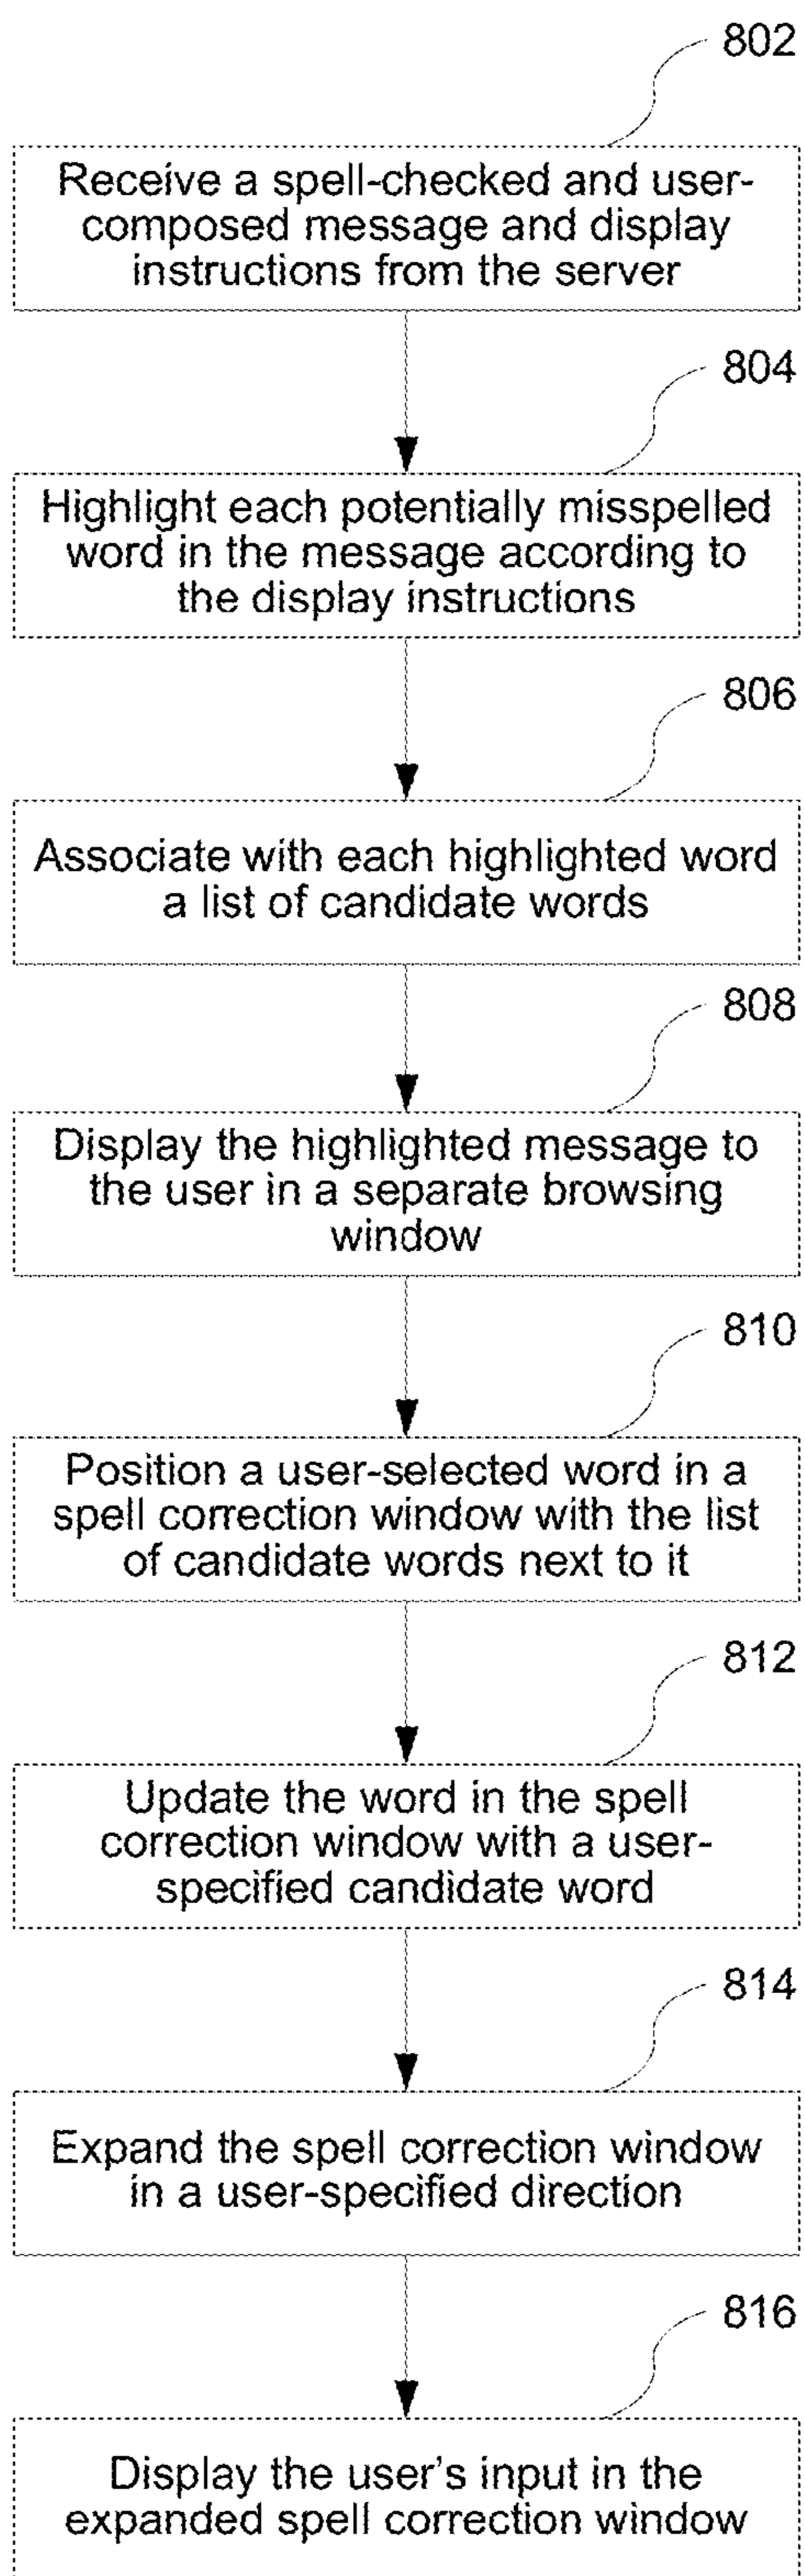 802
Receive a spell-checked and user-
composed message and display
instructions from the server
804
Highlight each potentially misspelled
word in the message according to
the display instructions
806
Associate with each highlighted word
a list of candidate words
808
Display the highlighted message to
the user in a separate browsing
window
810
Position a user-selected word in a
spell correction window with the list
of candidate words next to it
812
Update the word in the spell
correction window with a user-
specified candidate word
814
Expand the spell correction window
in a user-specified direction
816
Display the user's input in the
expanded spell correction window